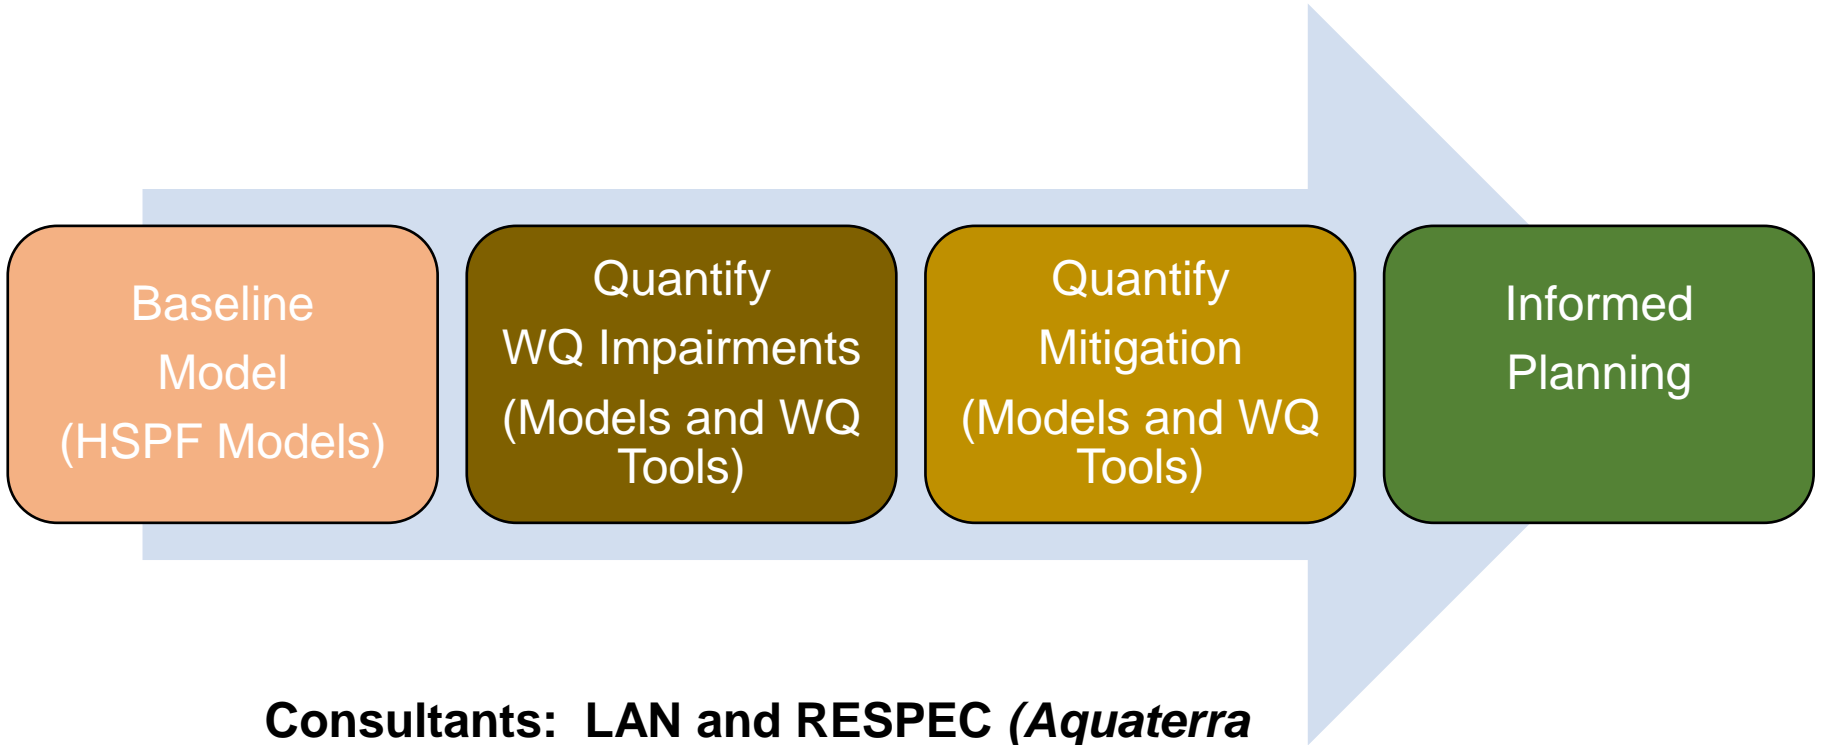 Baseline
Model
(HSPF Models)
Quantify
WQ Impairments
(Models and WQ
Tools)
Quantify
Mitigation
(Models and WQ
Tools)
Informed
Planning
Consultants:  LAN and RESPEC (Aquaterra